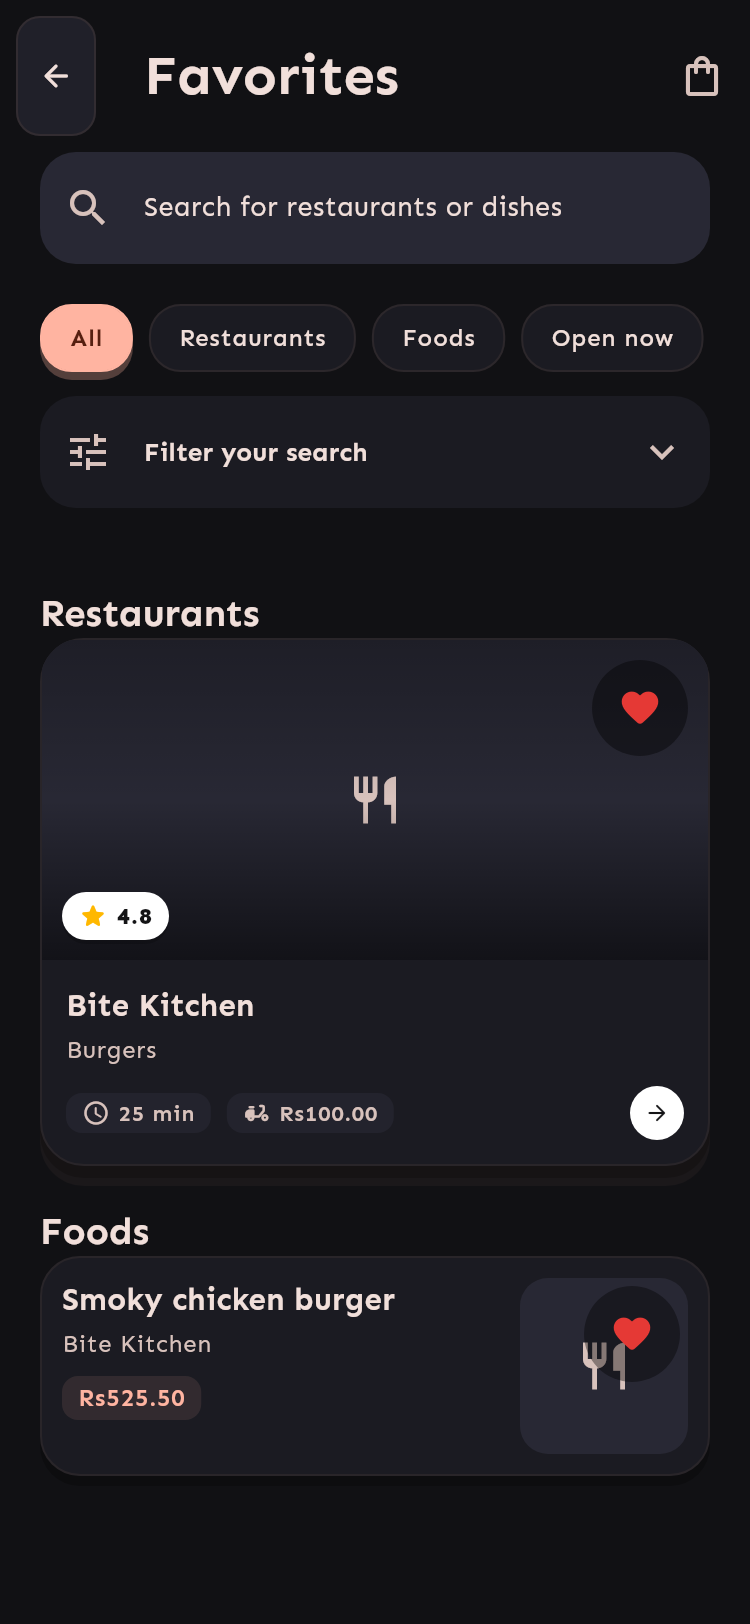 Favorites
Search for restaurants or dishes
All
Restaurants
Foods
Open now
Filter your search
Restaurants
4.8
Bite Kitchen
Burgers
25 min
Rs100.00
Foods
Smoky chicken burger
Bite Kitchen
Rs525.50